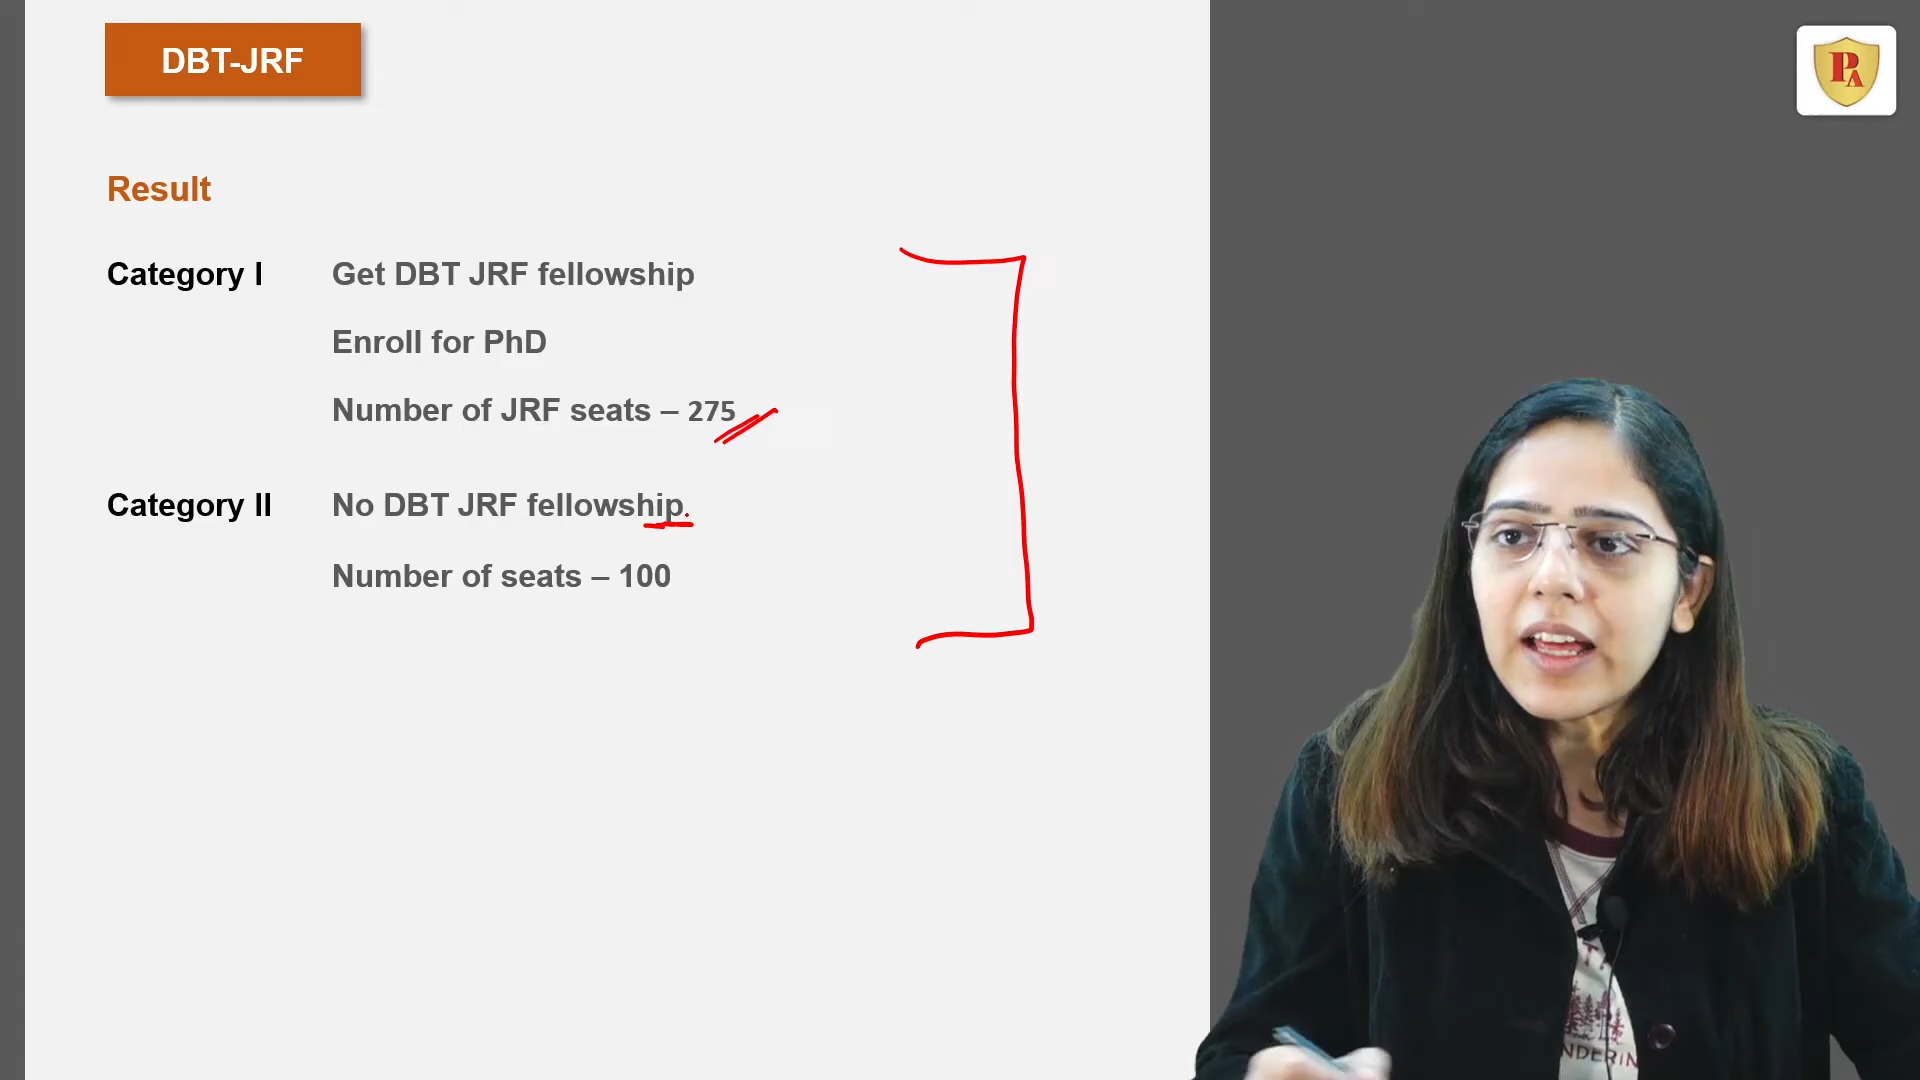 DBT-JRF
PA
Result
Category I Get DBT JRF fellowship
Enroll for PhD
Number of JRF seats – 275
Category II No DBT JRF fellowship.
Number of seats – 100